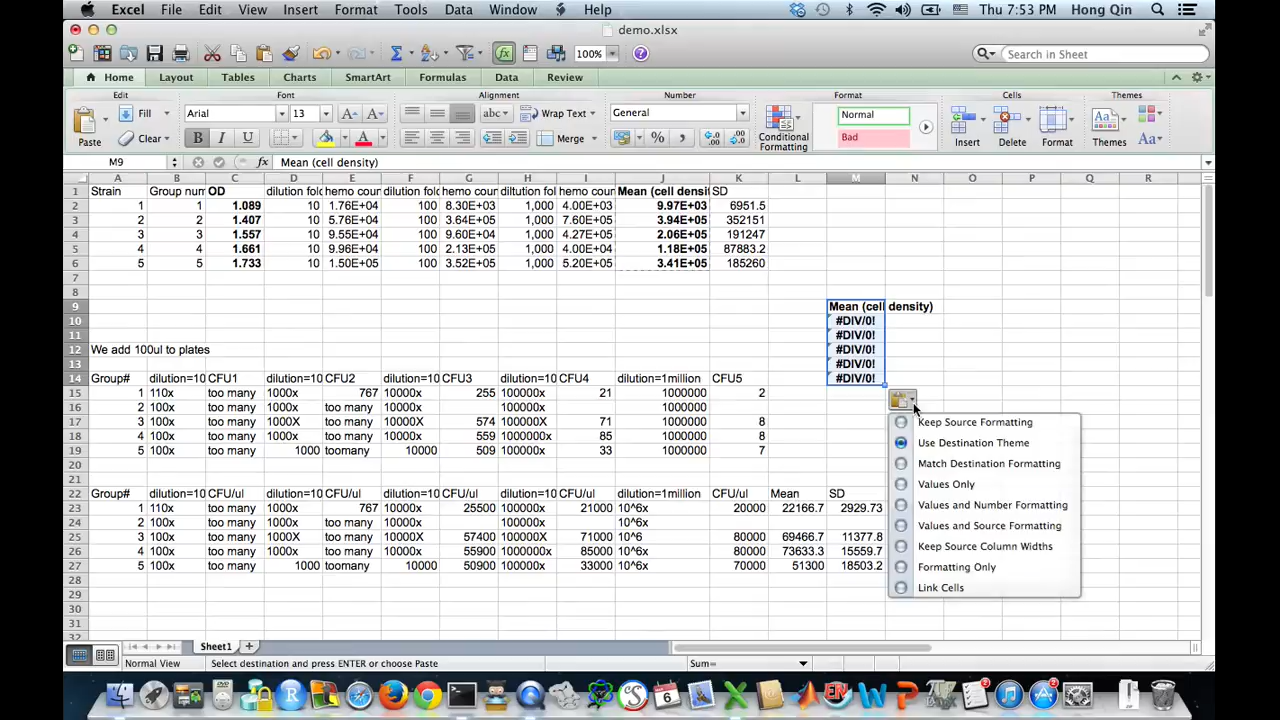 Excel File Edit View Insert Format Tools Data Window Help Thu 7:53 PM Hong Qin
demo.xlsx
100% Search in Sheet
Home Layout Tables Charts SmartArt Formulas Data Review
Edit Font Alignment Number Format Cells Themes
Fill Arial 13 abc Wrap Text General Normal
Paste Clear B I U Merge % Conditional Formatting Bad Insert Delete Format Themes Aa
M9 fx Mean (cell density)
A B C D E F G H I J K L M N O P Q R
1 Strain Group num OD dilution fold hemo coun dilution fold hemo coun dilution fold hemo coun Mean (cell densit SD
2 1 1 1.089 10 1.76E+04 100 8.30E+03 1,000 4.00E+03 9.97E+03 6951.5
3 2 2 1.407 10 5.76E+04 100 3.64E+05 1,000 7.60E+05 3.94E+05 352151
4 3 3 1.557 10 9.55E+04 100 9.60E+04 1,000 4.27E+05 2.06E+05 191247
5 4 4 1.661 10 9.96E+04 100 2.13E+05 1,000 4.00E+04 1.18E+05 87883.2
6 5 5 1.733 10 1.50E+05 100 3.52E+05 1,000 5.20E+05 3.41E+05 185260
7
8
9 Mean (cell density)
10 #DIV/0!
11 #DIV/0!
12 We add 100ul to plates #DIV/0!
13 #DIV/0!
14 Group# dilution=10 CFU1 dilution=10 CFU2 dilution=10 CFU3 dilution=10 CFU4 dilution=1million CFU5 #DIV/0!
15 1 110x too many 1000x 767 10000x 255 100000x 21 1000000 2
16 2 100x too many 1000x too many 10000x 100000x 1000000
17 3 100x too many 1000X 10000X 574 100000x 71 1000000 8
18 4 100x too many 1000x 10000x 559 1000000x 85 1000000 8
19 5 100x too many 1000 toomany 10000 509 100000x 33 1000000 7
20
21
22 Group# dilution=10 CFU/ul dilution=10 CFU/ul dilution=10 CFU/ul dilution=10 CFU/ul dilution=1million CFU/ul Mean SD
23 1 110x too many 1000x 767 10000x 25500 100000x 21000 10^6x 20000 22166.7 2929.73
24 2 100x too many 1000x too many 10000x 100000x 10^6x
25 3 100x too many 1000X 10000X 57400 100000x 71000 10^6 80000 69466.7 11377.8
26 4 100x too many 1000x 10000x 55900 1000000x 85000 10^6x 80000 73633.3 15559.7
27 5 100x too many 1000 toomany 10000 50900 100000x 33000 10^6x 70000 51300 18503.2
28
29
30
31
32
Keep Source Formatting
Use Destination Theme
Match Destination Formatting
Values Only
Values and Number Formatting
Values and Source Formatting
Keep Source Column Widths
Formatting Only
Link Cells
Sheet1
Normal View Select destination and press ENTER or choose Paste Sum=